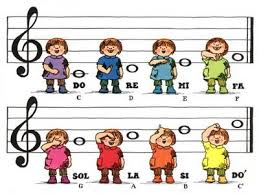 DO RE MI FA
C D E F
SOL LA SI DO'
G A B C'